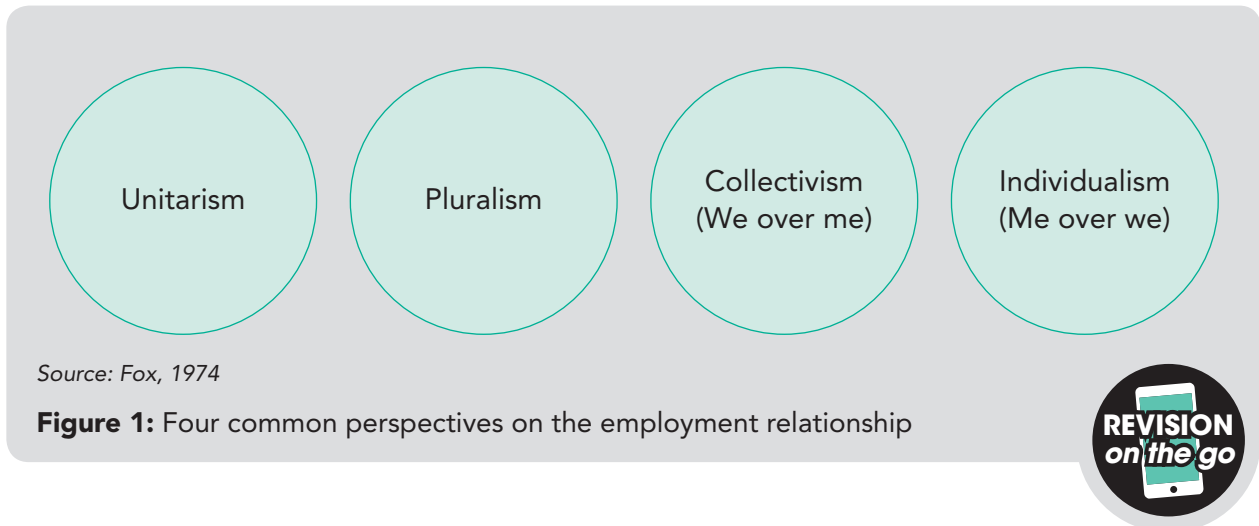 Unitarism
Pluralism
Collectivism
(We over me)
Individualism
(Me over we)
Source: Fox, 1974
Figure 1: Four common perspectives on the employment relationship
REVISION
on the go